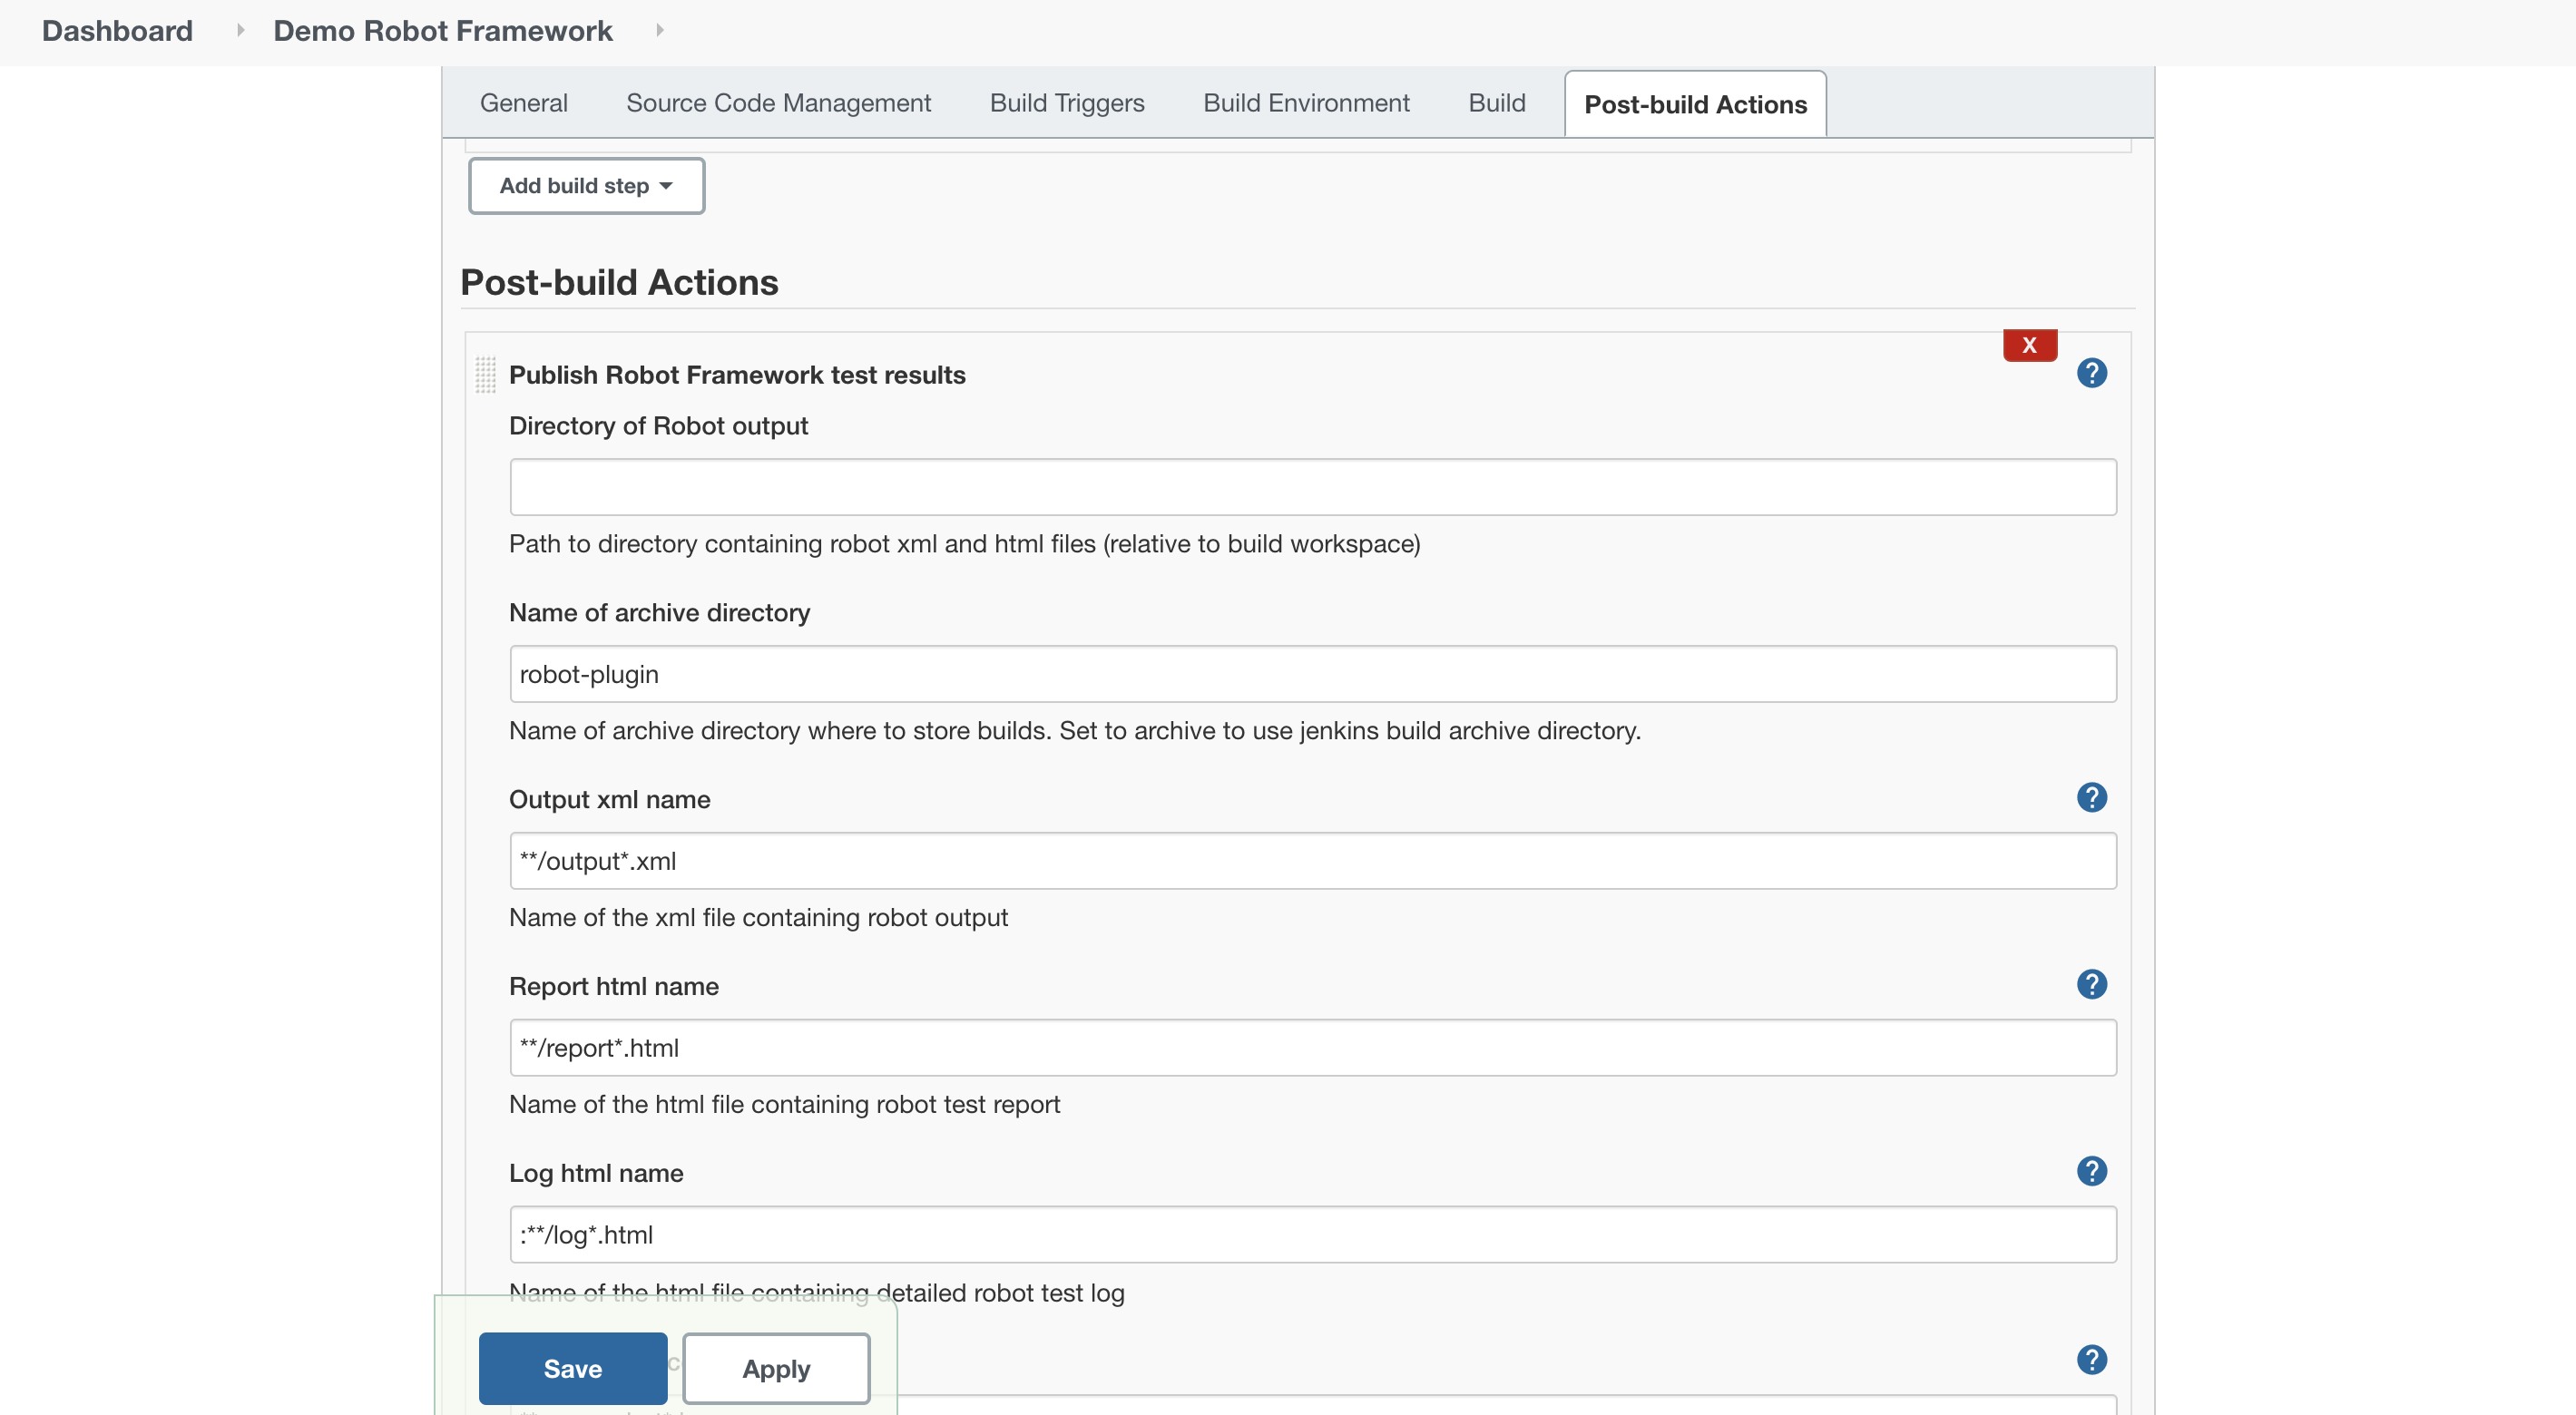 Dashboard Demo Robot Framework
General Source Code Management Build Triggers Build Environment Build Post-build Actions
Add build step
Post-build Actions
X
Publish Robot Framework test results ?
Directory of Robot output
Path to directory containing robot xml and html files (relative to build workspace)
Name of archive directory
robot-plugin
Name of archive directory where to store builds. Set to archive to use jenkins build archive directory.
Output xml name ?
**/output*.xml
Name of the xml file containing robot output
Report html name ?
**/report*.html
Name of the html file containing robot test report
Log html name ?
:**/log*.html
Name of the html file containing detailed robot test log
?
Save Apply